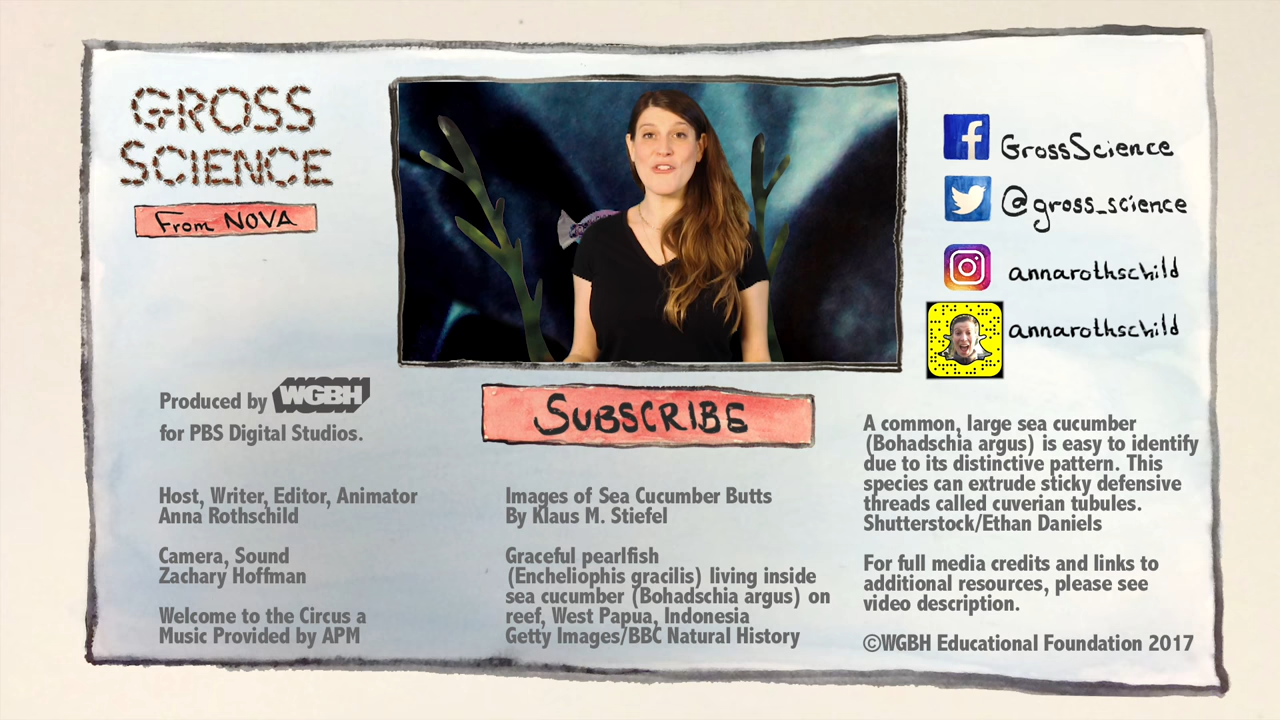 GROSS
SCIENCE
From NOVA
GrossScience
@gross_science
annarothschild
annarothschild
Produced by WGBH
for PBS Digital Studios.
SUBSCRIBE
Host, Writer, Editor, Animator
Anna Rothschild
Camera, Sound
Zachary Hoffman
Welcome to the Circus a
Music Provided by APM
Images of Sea Cucumber Butts
By Klaus M. Stiefel
Graceful pearlfish
(Encheliophis gracilis) living inside
sea cucumber (Bohadschia argus) on
reef, West Papua, Indonesia
Getty Images/BBC Natural History
A common, large sea cucumber
(Bohadschia argus) is easy to identify
due to its distinctive pattern. This
species can extrude sticky defensive
threads called cuverian tubules.
Shutterstock/Ethan Daniels
For full media credits and links to
additional resources, please see
video description.
©WGBH Educational Foundation 2017